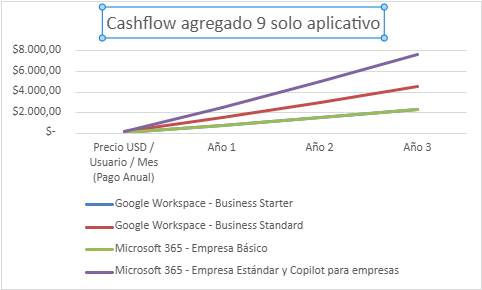 Cashflow agregado 9 solo aplicativo
$8.000,00
$6.000,00
$4.000,00
$2.000,00
$-
Precio USD /
Usuario / Mes
(Pago Anual)
Año 1
Año 2
Año 3
Google Workspace - Business Starter
Google Workspace - Business Standard
Microsoft 365 - Empresa Básico
Microsoft 365 - Empresa Estándar y Copilot para empresas